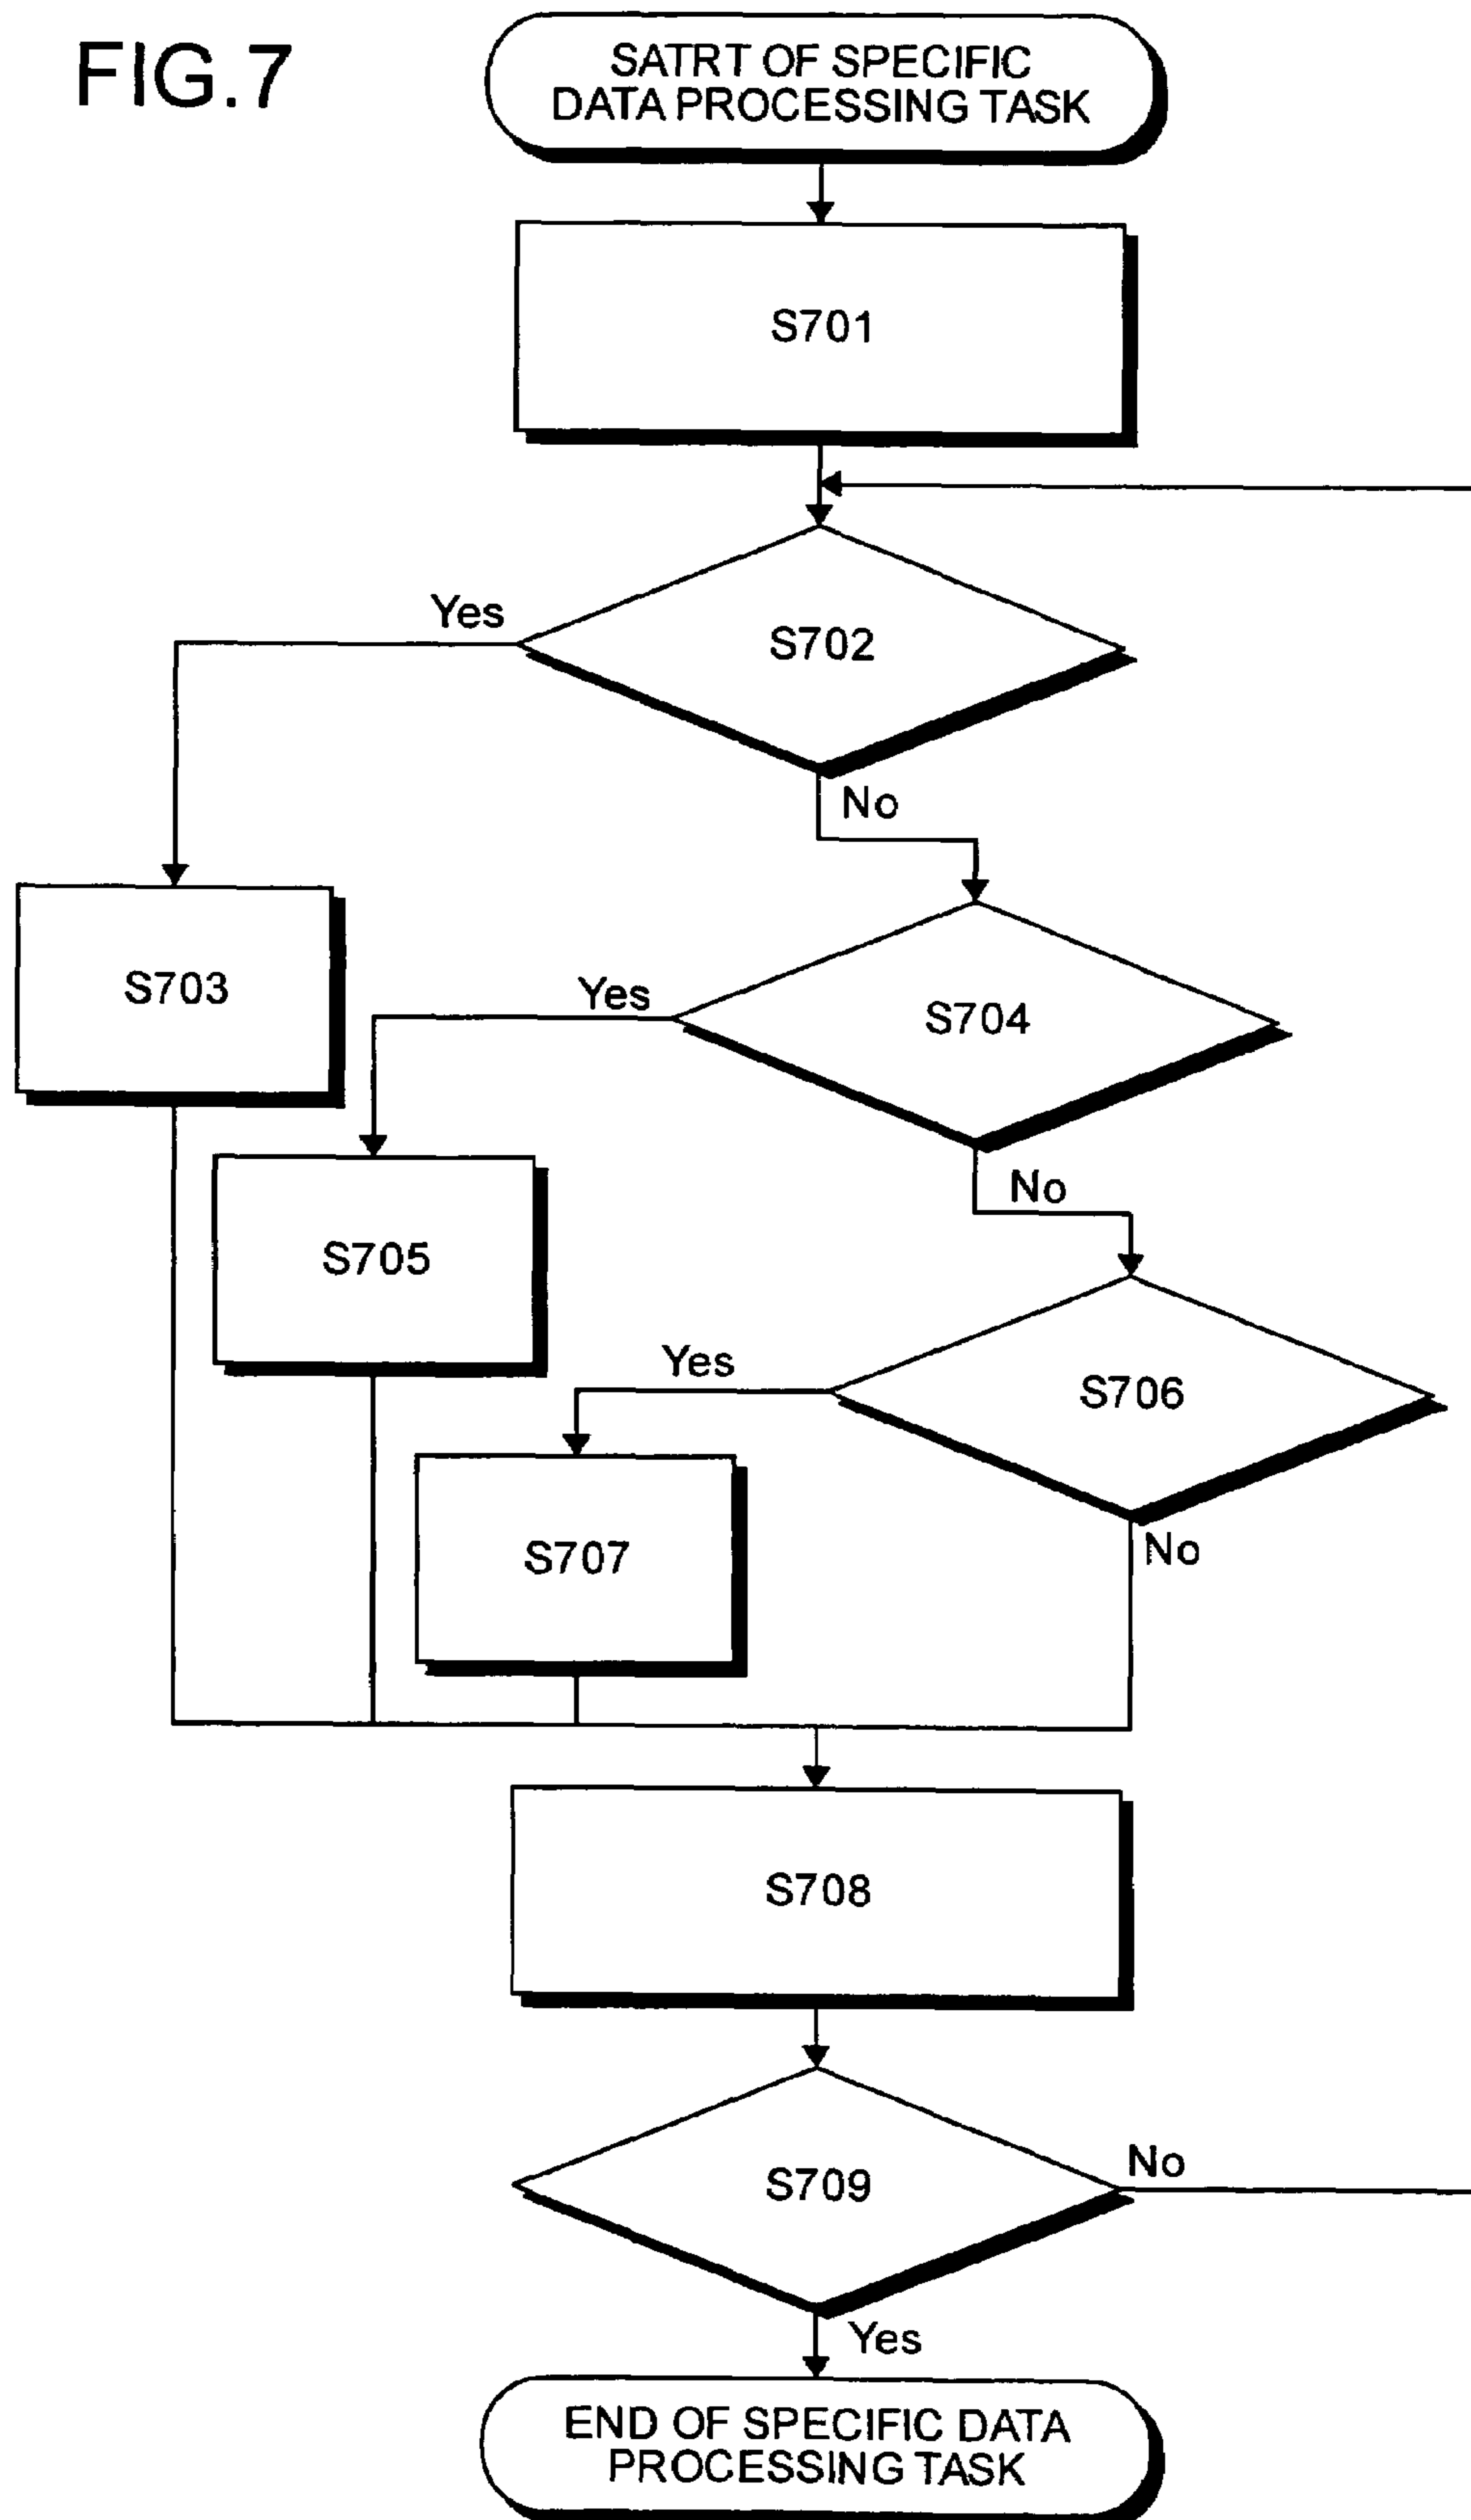 FIG.7
SATRT OF SPECIFIC
DATA PROCESSING TASK
S701
S702
Yes
No
S703
S704
Yes
No
S705
S706
Yes
No
S707
S708
S709
No
Yes
END OF SPECIFIC DATA
PROCESSING TASK